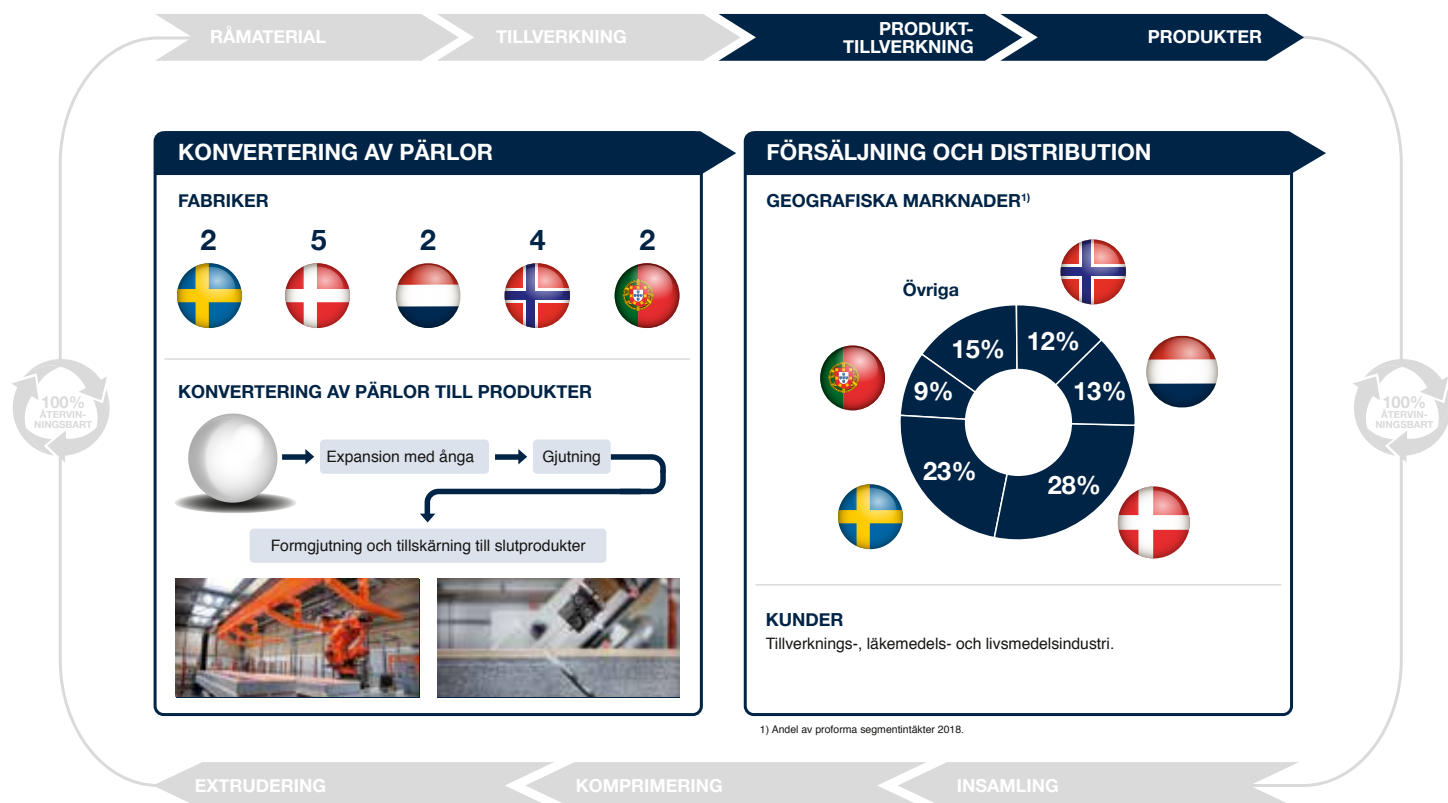 RÅMATERIAL
TILLVERKNING
PRODUKT-
TILLVERKNING
PRODUKTER
KONVERTERING AV PÄRLOR
FABRIKER
2 5 2 4 2
KONVERTERING AV PÄRLOR TILL PRODUKTER
Expansion med ånga
Gjutning
Formgjutning och tillskärning till slutprodukter
FÖRSÄLJNING OCH DISTRIBUTION
GEOGRAFISKA MARKNADER¹⁾
Övriga
15%
12%
9%
13%
23%
28%
KUNDER
Tillverknings-, läkemedels- och livsmedelsindustri.
1) Andel av proforma segmentintäkter 2018.
100%
ÅTERVIN-
NINGSBART
100%
ÅTERVIN-
NINGSBART
EXTRUDERING
KOMPRIMERING
INSAMLING